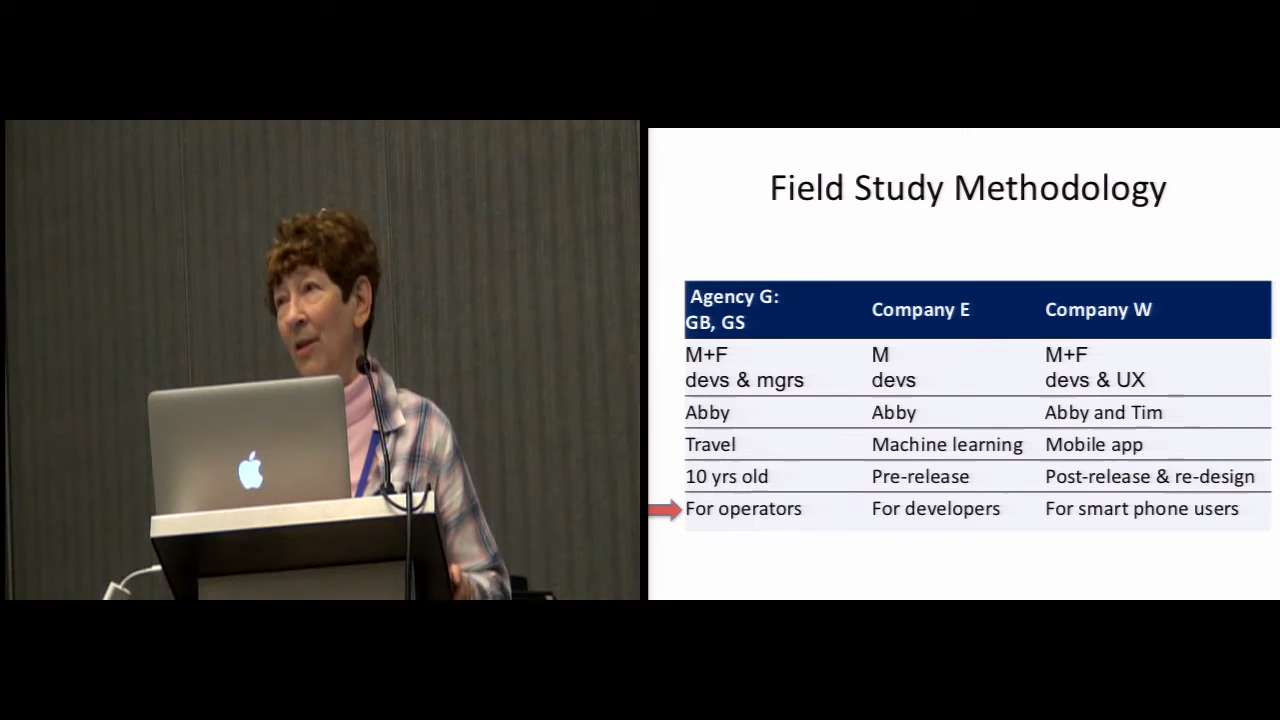 Field Study Methodology
Agency G:
GB, GS
Company E
Company W
M+F
devs & mgrs
M
devs
M+F
devs & UX
Abby
Abby
Abby and Tim
Travel
Machine learning
Mobile app
10 yrs old
Pre-release
Post-release & re-design
For operators
For developers
For smart phone users